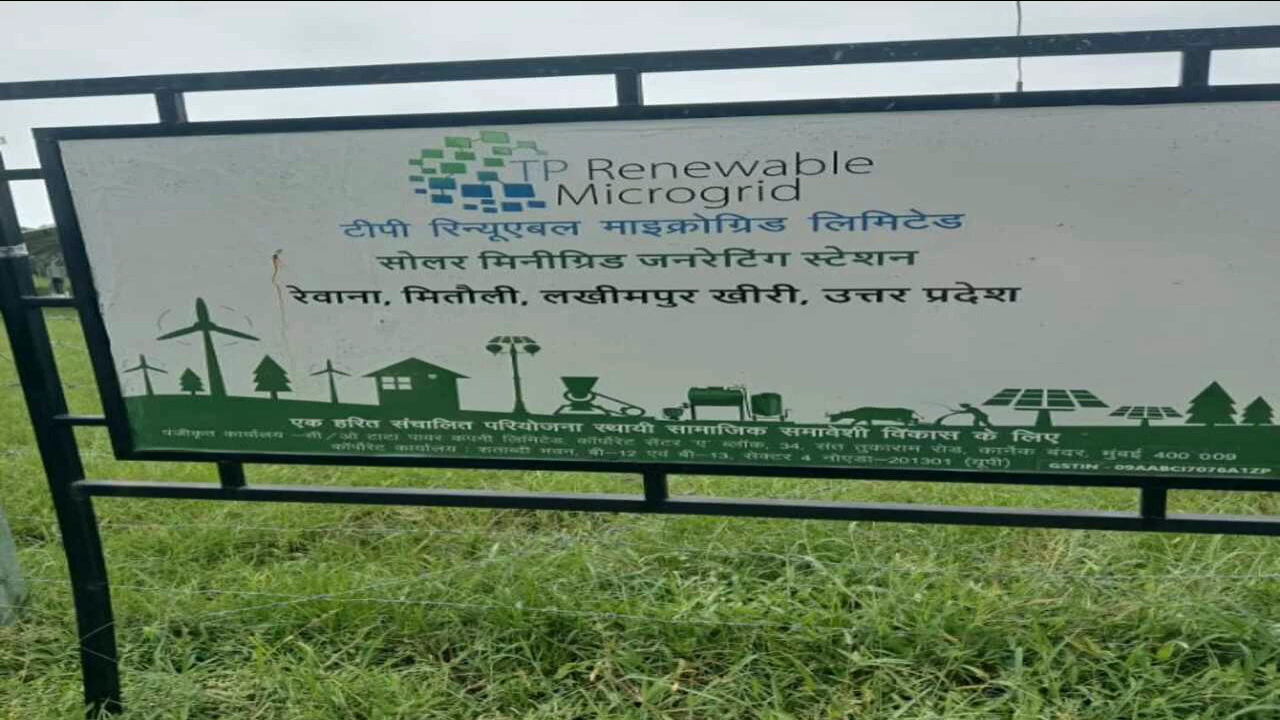 TP Renewable
Microgrid
टीपी रिन्यूएबल माइक्रोग्रिड लिमिटेड
सोलर मिनीग्रिड जनरेटिंग स्टेशन
रेवाना, मितौली, लखीमपुर खीरी, उत्तर प्रदेश
एक हरित संचालित परियोजना स्थायी सामाजिक समावेशी विकास के लिए
पंजीकृत कार्यालय -सी/ओ टाटा पावर कंपनी लिमिटेड, कॉर्पोरेट सेंटर 'ए' ब्लॉक, 34 संत तुकाराम रोड, कार्नेक बंदर, मुंबई 400 009
कॉर्पोरेट कार्यालय : शताब्दी भवन, बी-12 एवं बी-13, सेक्टर 4 नोएडा-201301 (यूपी)
GSTIN - 09AABCI7076A1ZP